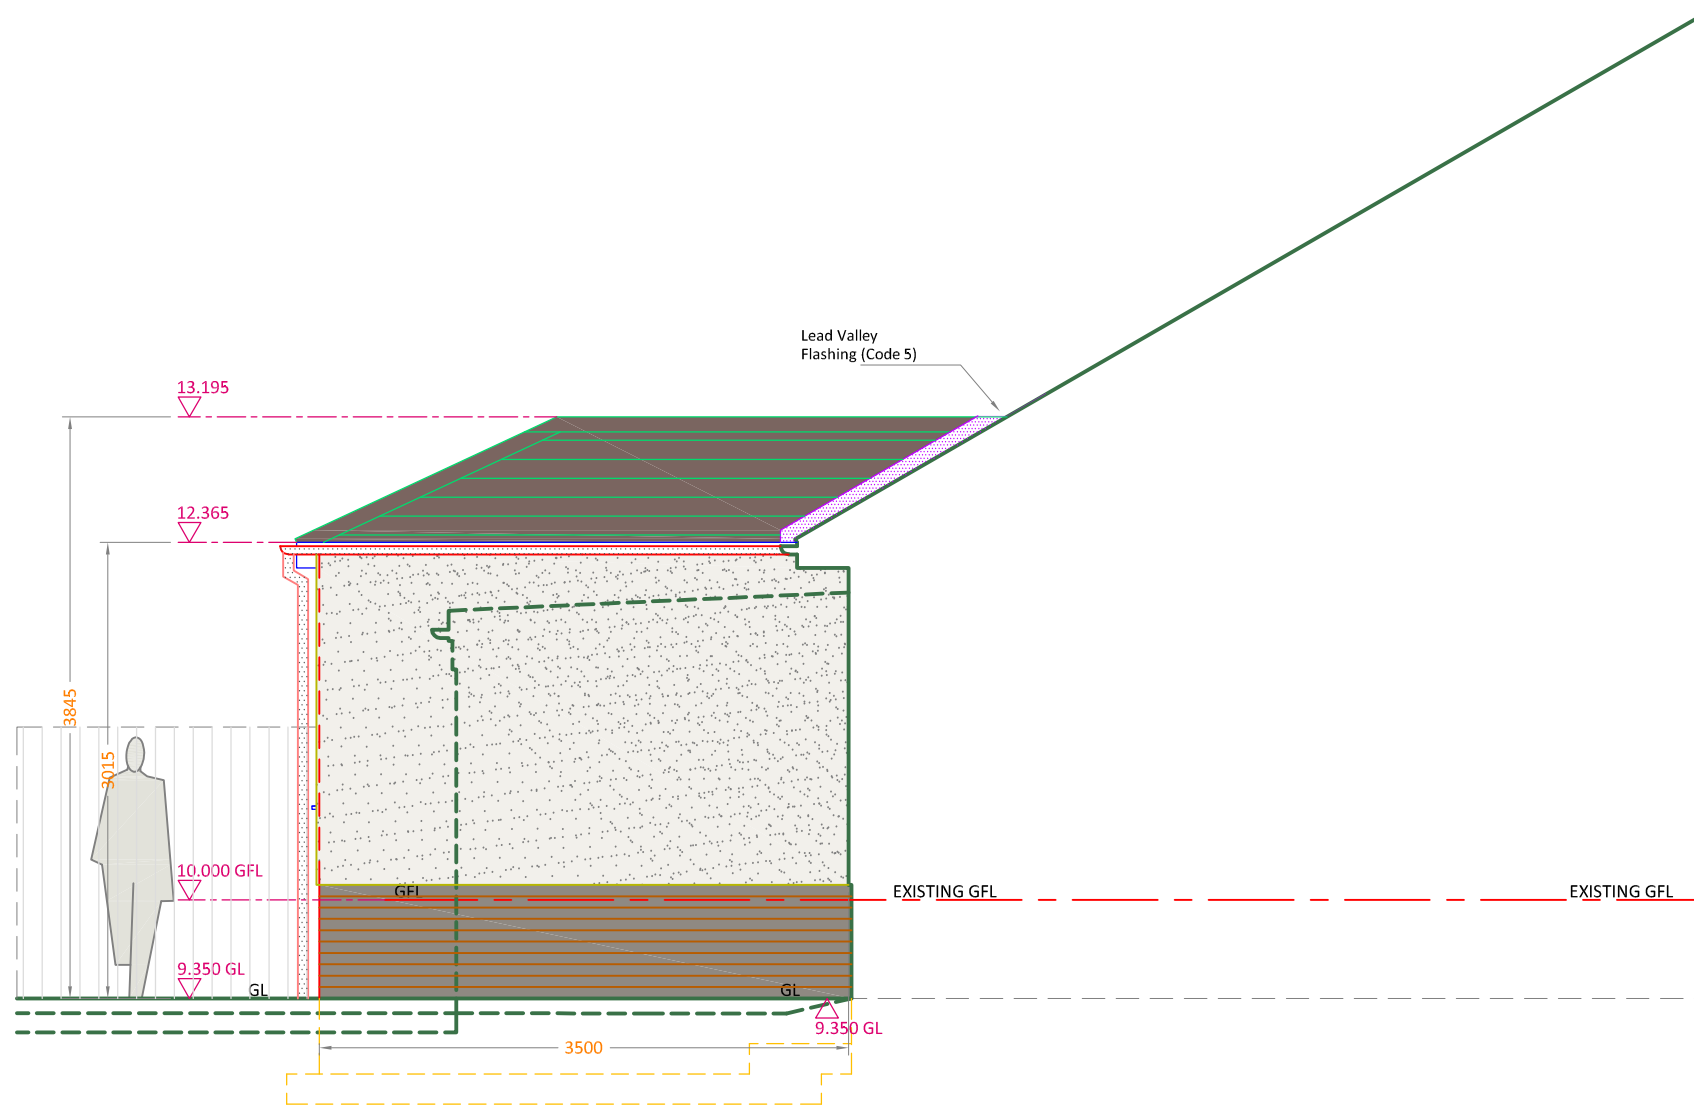 Lead Valley
Flashing (Code 5)
13.195
12.365
3845
3015
10.000 GFL
GFL
EXISTING GFL
EXISTING GFL
9.350 GL
GL
GL
9.350 GL
3500